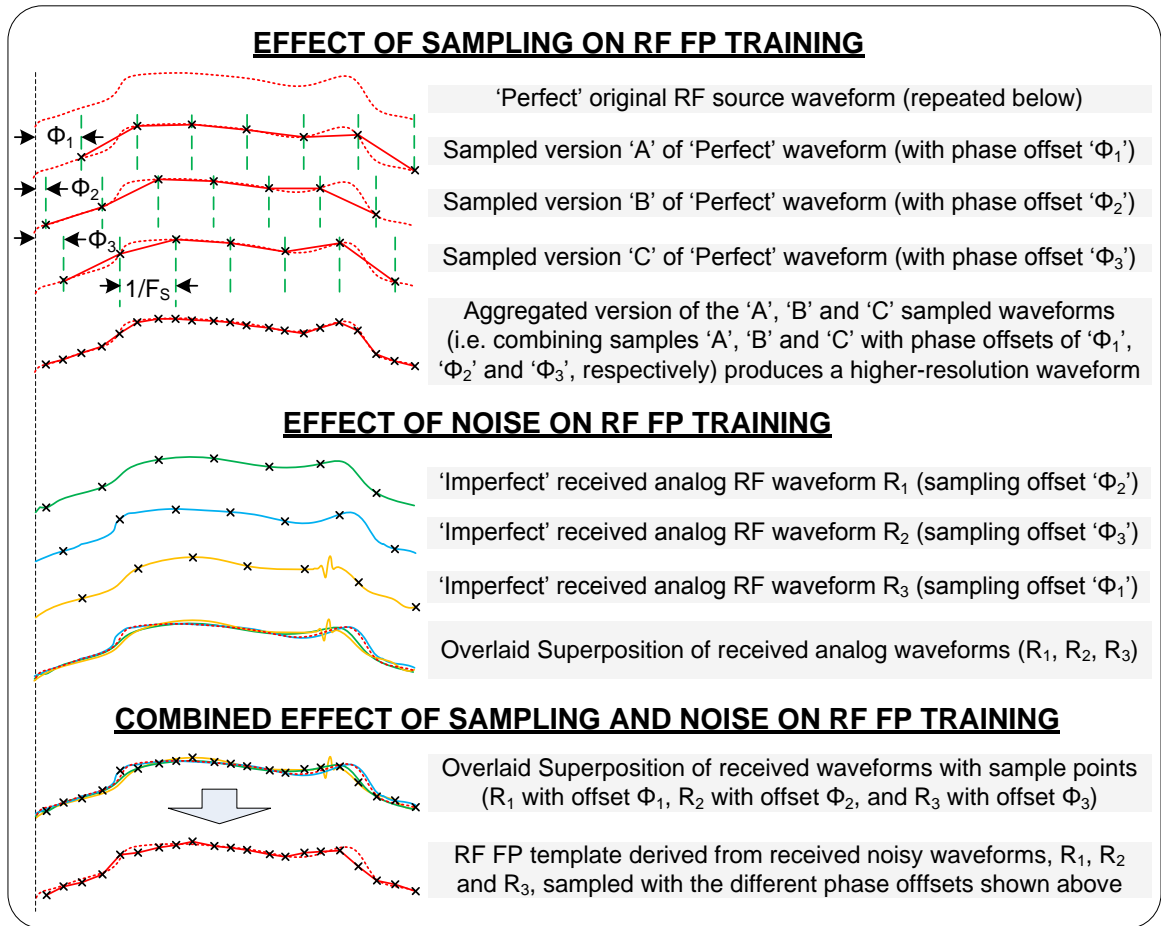 EFFECT OF SAMPLING ON RF FP TRAINING
'Perfect' original RF source waveform (repeated below)
Φ₁
Sampled version 'A' of 'Perfect' waveform (with phase offset 'Φ₁')
Φ₂
Sampled version 'B' of 'Perfect' waveform (with phase offset 'Φ₂')
Φ₃
Sampled version 'C' of 'Perfect' waveform (with phase offset 'Φ₃')
1/F_S
Aggregated version of the 'A', 'B' and 'C' sampled waveforms
(i.e. combining samples 'A', 'B' and 'C' with phase offsets of 'Φ₁',
'Φ₂' and 'Φ₃', respectively) produces a higher-resolution waveform
EFFECT OF NOISE ON RF FP TRAINING
'Imperfect' received analog RF waveform R₁ (sampling offset 'Φ₂')
'Imperfect' received analog RF waveform R₂ (sampling offset 'Φ₃')
'Imperfect' received analog RF waveform R₃ (sampling offset 'Φ₁')
Overlaid Superposition of received analog waveforms (R₁, R₂, R₃)
COMBINED EFFECT OF SAMPLING AND NOISE ON RF FP TRAINING
Overlaid Superposition of received waveforms with sample points
(R₁ with offset Φ₁, R₂ with offset Φ₂, and R₃ with offset Φ₃)
RF FP template derived from received noisy waveforms, R₁, R₂
and R₃, sampled with the different phase offfsets shown above